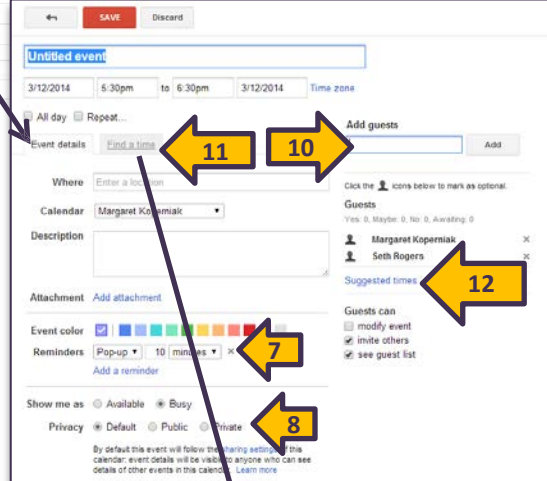 SAVE Discard
Untitled event
3/12/2014 5:30pm to 6:30pm 3/12/2014 Time zone
All day Repeat...
Event details Find a time
11
10
Add guests
Add
Where Enter a location
Calendar Margaret Koperniak
Description
Attachment Add attachment
Event color
Reminders Pop-up 10 minutes ×
7
Add a reminder
Show me as Available Busy
Privacy Default Public Private
8
By default this event will follow the sharing settings of this
calendar: event details will be visible to anyone who can see
details of other events in this calendar. Learn more
Click the icons below to mark as optional.
Guests
Yes: 0, Maybe: 0, No: 0, Awaiting: 0
Margaret Koperniak ×
Seth Rogers ×
Suggested times
12
Guests can
modify event
invite others
see guest list